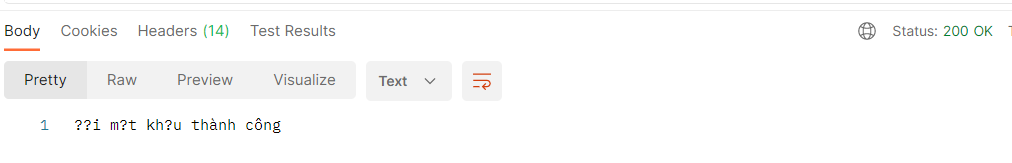 Body Cookies Headers (14) Test Results Status: 200 OK
Pretty Raw Preview Visualize Text
1 ??i m?t kh?u thành công